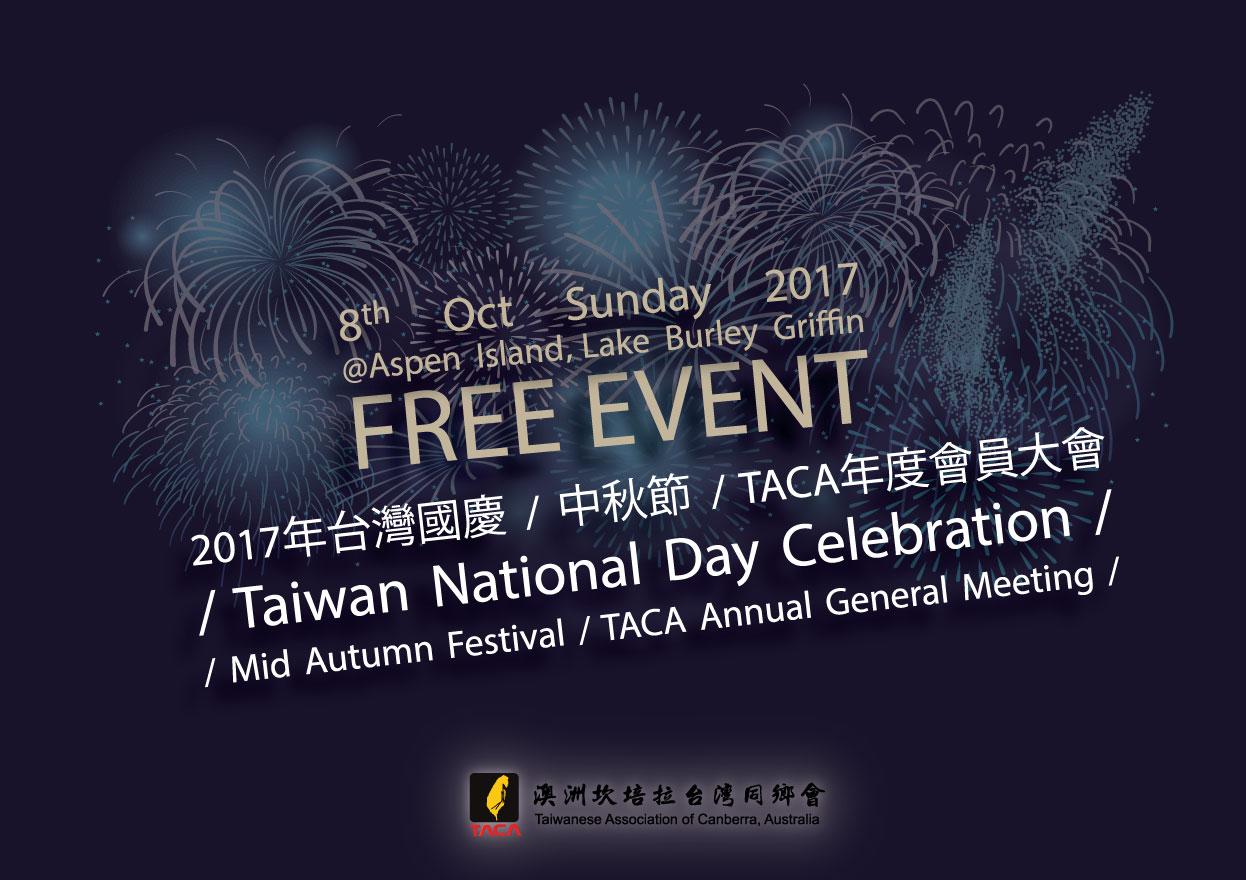 8th Oct Sunday 2017
@Aspen Island, Lake Burley Griffin
FREE EVENT
2017年台灣國慶 / 中秋節 / TACA年度會員大會
/ Taiwan National Day Celebration /
/ Mid Autumn Festival / TACA Annual General Meeting /
澳洲坎培拉台灣同鄉會
TACA
Taiwanese Association of Canberra, Australia